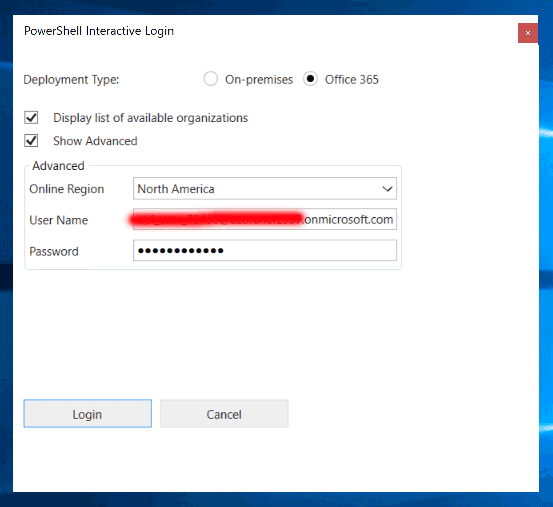 PowerShell Interactive Login
Deployment Type: On-premises Office 365
Display list of available organizations
Show Advanced
Advanced
Online Region North America
User Name onmicrosoft.com
Password ●●●●●●●●●●●●
Login Cancel